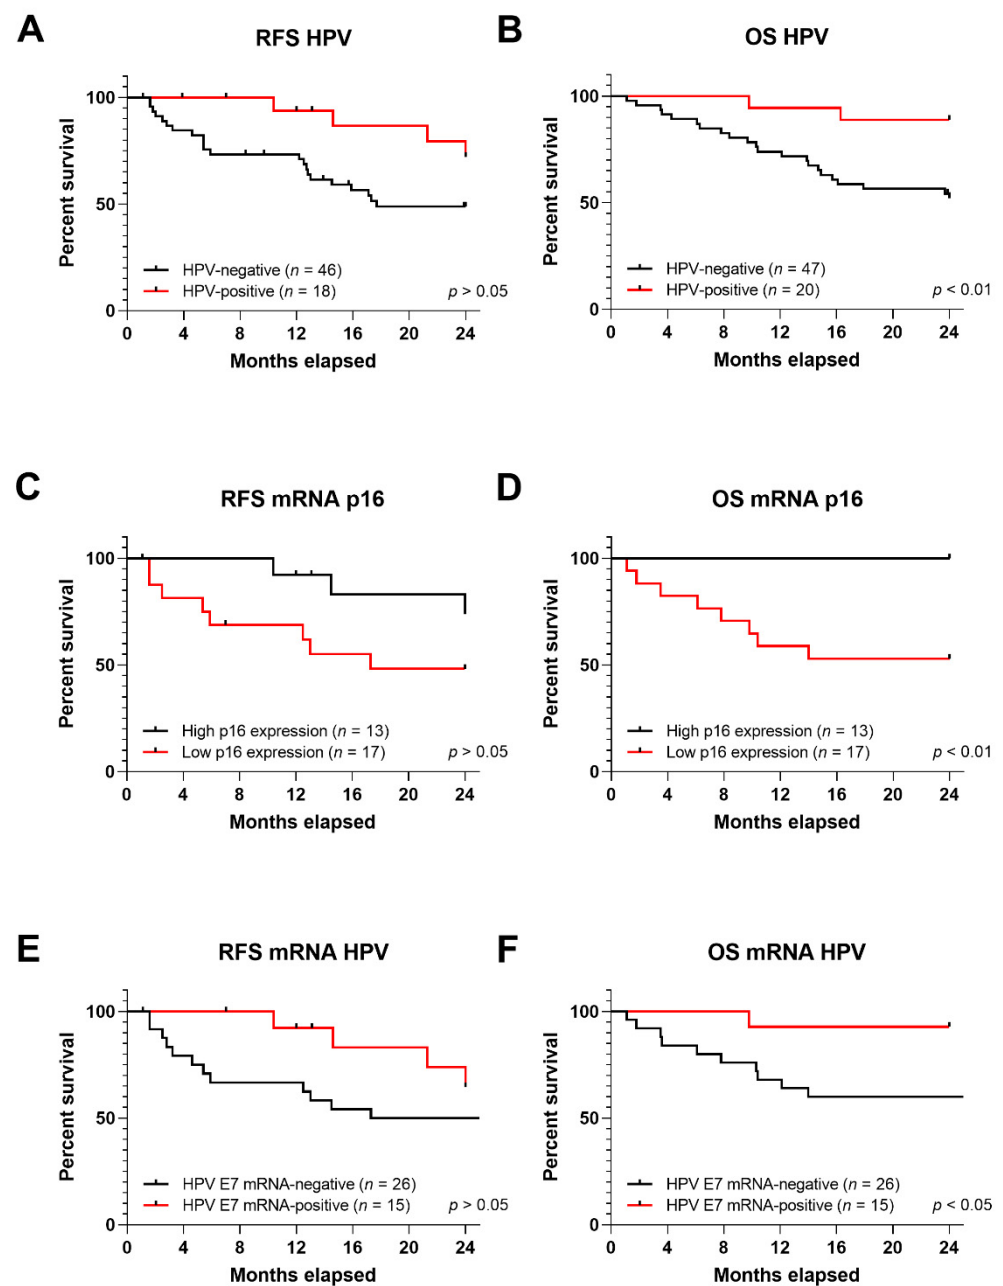 A
RFS HPV
Percent survival
100
50
0
HPV-negative (n = 46)
HPV-positive (n = 18)
p > 0.05
0 4 8 12 16 20 24
Months elapsed
B
OS HPV
Percent survival
100
50
0
HPV-negative (n = 47)
HPV-positive (n = 20)
p < 0.01
0 4 8 12 16 20 24
Months elapsed
C
RFS mRNA p16
Percent survival
100
50
0
High p16 expression (n = 13)
Low p16 expression (n = 17)
p > 0.05
0 4 8 12 16 20 24
Months elapsed
D
OS mRNA p16
Percent survival
100
50
0
High p16 expression (n = 13)
Low p16 expression (n = 17)
p < 0.01
0 4 8 12 16 20 24
Months elapsed
E
RFS mRNA HPV
Percent survival
100
50
0
HPV E7 mRNA-negative (n = 26)
HPV E7 mRNA-positive (n = 15)
p > 0.05
0 4 8 12 16 20 24
Months elapsed
F
OS mRNA HPV
Percent survival
100
50
0
HPV E7 mRNA-negative (n = 26)
HPV E7 mRNA-positive (n = 15)
p < 0.05
0 4 8 12 16 20 24
Months elapsed